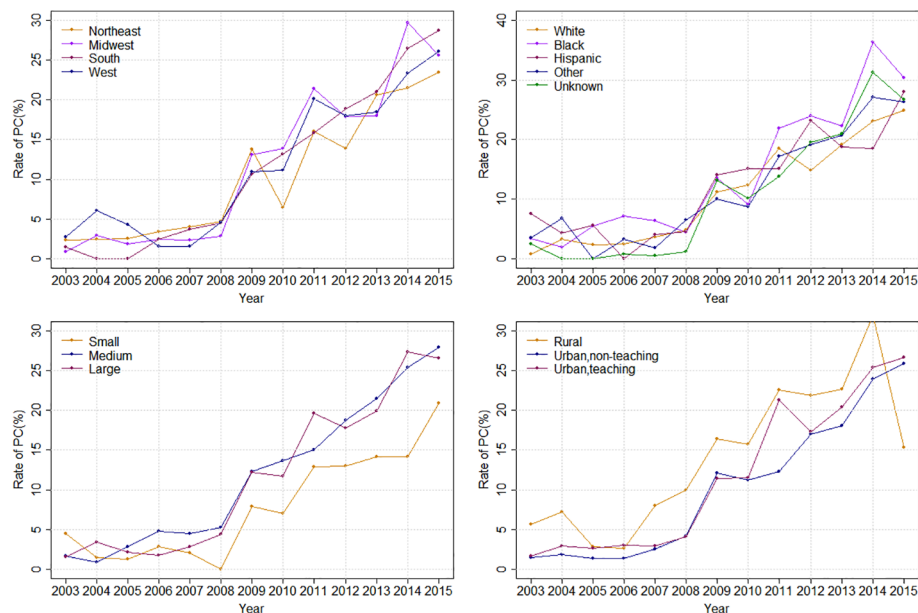 Northeast
Midwest
South
West
Rate of PC(%)
0
5
10
15
20
25
30
2003 2004 2005 2006 2007 2008 2009 2010 2011 2012 2013 2014 2015
Year
White
Black
Hispanic
Other
Unknown
Rate of PC(%)
0
10
20
30
40
2003 2004 2005 2006 2007 2008 2009 2010 2011 2012 2013 2014 2015
Year
Small
Medium
Large
Rate of PC(%)
0
5
10
15
20
25
30
2003 2004 2005 2006 2007 2008 2009 2010 2011 2012 2013 2014 2015
Year
Rural
Urban,non-teaching
Urban,teaching
Rate of PC(%)
0
5
10
15
20
25
30
2003 2004 2005 2006 2007 2008 2009 2010 2011 2012 2013 2014 2015
Year